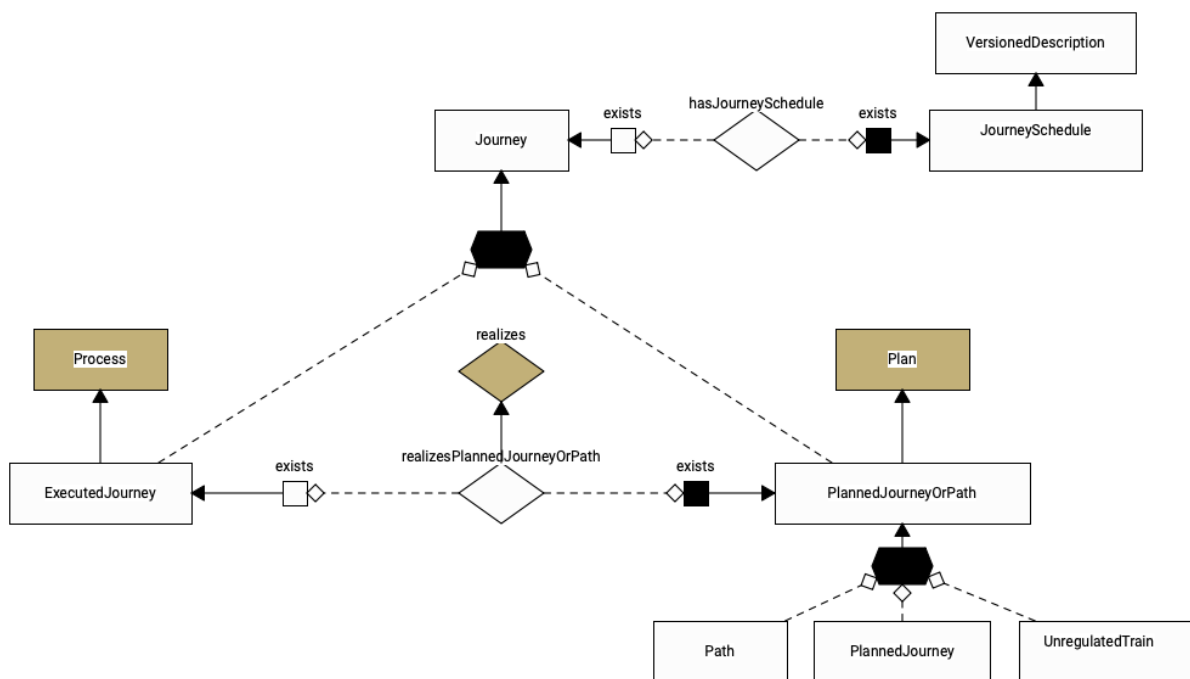 VersionedDescription
hasJourneySchedule
exists
exists
Journey
JourneySchedule
Process
realizes
Plan
exists
realizesPlannedJourneyOrPath
exists
ExecutedJourney
PlannedJourneyOrPath
Path
PlannedJourney
UnregulatedTrain